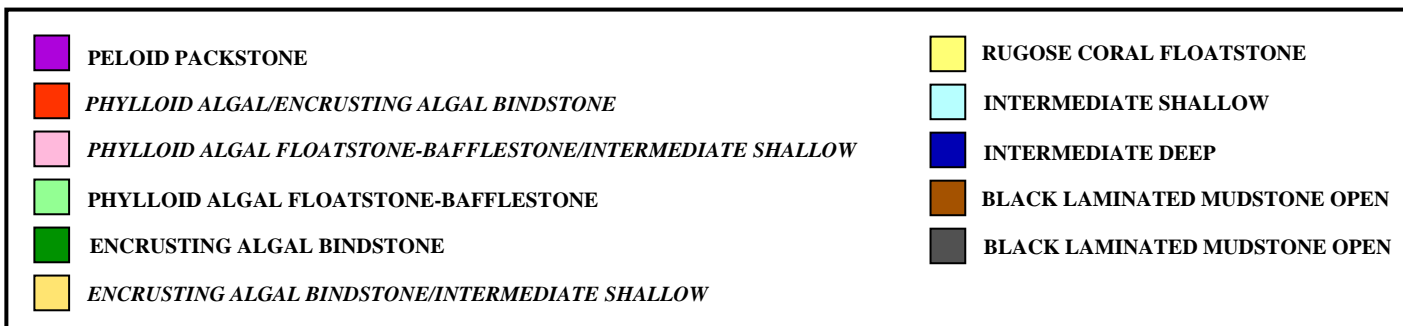 PELOID PACKSTONE
PHYLLOID ALGAL/ENCRUSTING ALGAL BINDSTONE
PHYLLOID ALGAL FLOATSTONE-BAFFLESTONE/INTERMEDIATE SHALLOW
PHYLLOID ALGAL FLOATSTONE-BAFFLESTONE
ENCRUSTING ALGAL BINDSTONE
ENCRUSTING ALGAL BINDSTONE/INTERMEDIATE SHALLOW
RUGOSE CORAL FLOATSTONE
INTERMEDIATE SHALLOW
INTERMEDIATE DEEP
BLACK LAMINATED MUDSTONE OPEN
BLACK LAMINATED MUDSTONE OPEN